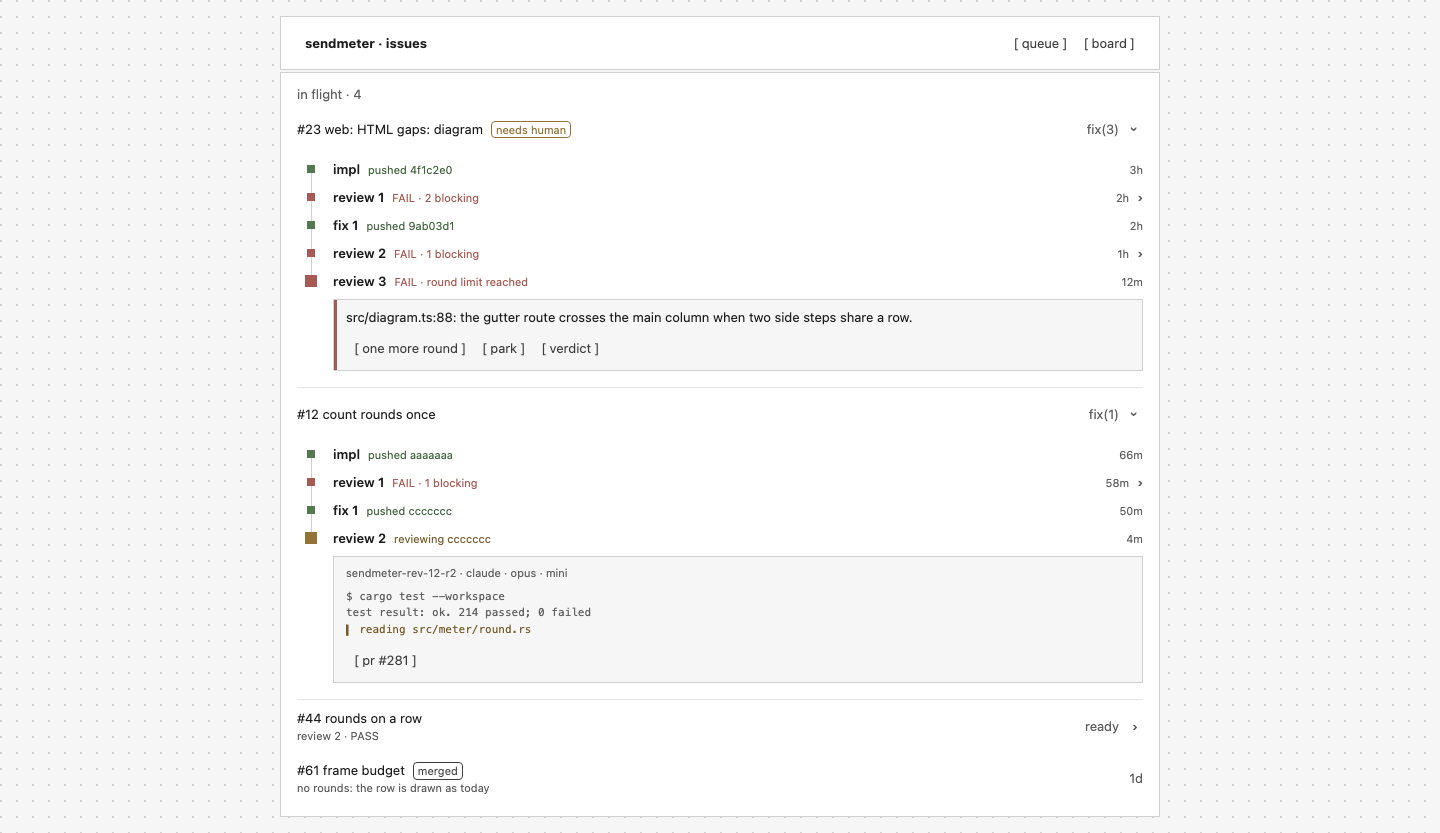 sendmeter · issues [ queue ] [ board ]
in flight · 4
#23 web: HTML gaps: diagram needs human fix(3) ⌄
impl pushed 4f1c2e0 3h
review 1 FAIL · 2 blocking 2h ›
fix 1 pushed 9ab03d1 2h
review 2 FAIL · 1 blocking 1h ›
review 3 FAIL · round limit reached 12m
src/diagram.ts:88: the gutter route crosses the main column when two side steps share a row.
[ one more round ] [ park ] [ verdict ]
#12 count rounds once fix(1) ⌄
impl pushed aaaaaaa 66m
review 1 FAIL · 1 blocking 58m ›
fix 1 pushed ccccccc 50m
review 2 reviewing ccccccc 4m
sendmeter-rev-12-r2 · claude · opus · mini
$ cargo test --workspace
test result: ok. 214 passed; 0 failed
▍ reading src/meter/round.rs
[ pr #281 ]
#44 rounds on a row ready ›
review 2 · PASS
#61 frame budget merged 1d
no rounds: the row is drawn as today